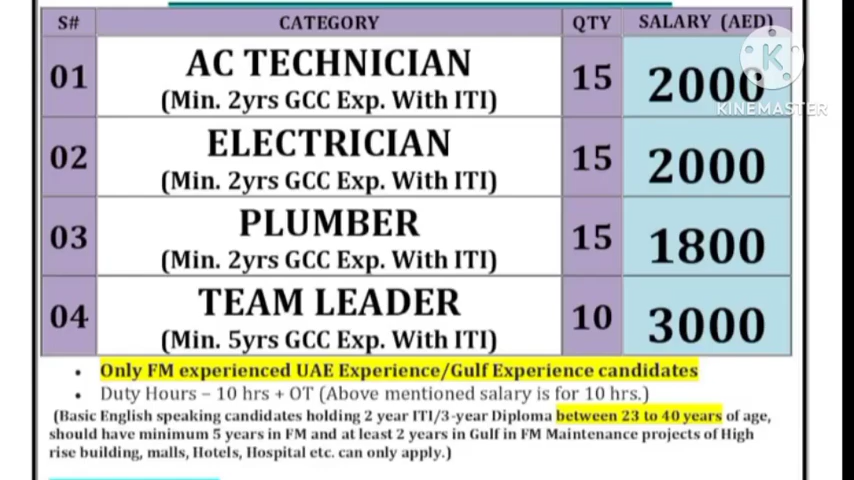 S# CATEGORY QTY SALARY (AED)
01 AC TECHNICIAN 15 2000
(Min. 2yrs GCC Exp. With ITI)
K
KINEMASTER
02 ELECTRICIAN 15 2000
(Min. 2yrs GCC Exp. With ITI)
03 PLUMBER 15 1800
(Min. 2yrs GCC Exp. With ITI)
04 TEAM LEADER 10 3000
(Min. 5yrs GCC Exp. With ITI)
• Only FM experienced UAE Experience/Gulf Experience candidates
• Duty Hours – 10 hrs + OT (Above mentioned salary is for 10 hrs.)
(Basic English speaking candidates holding 2 year ITI/3-year Diploma between 23 to 40 years of age,
should have minimum 5 years in FM and at least 2 years in Gulf in FM Maintenance projects of High
rise building, malls, Hotels, Hospital etc. can only apply.)